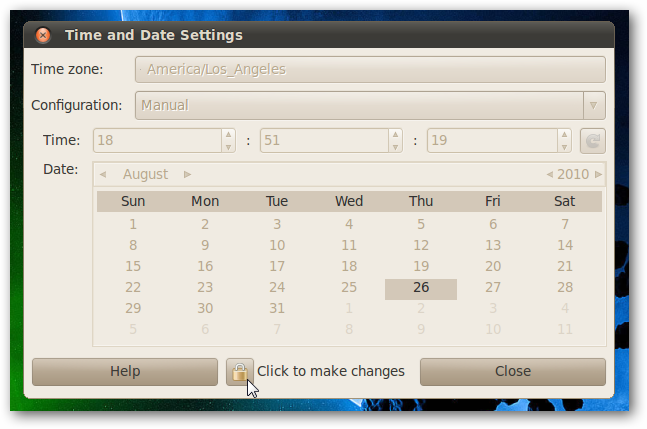 Time and Date Settings
Time zone: America/Los_Angeles
Configuration: Manual
Time: 18 : 51 : 19
Date: August 2010
Sun Mon Tue Wed Thu Fri Sat
1 2 3 4 5 6 7
8 9 10 11 12 13 14
15 16 17 18 19 20 21
22 23 24 25 26 27 28
29 30 31 1 2 3 4
5 6 7 8 9 10 11
Help Click to make changes Close